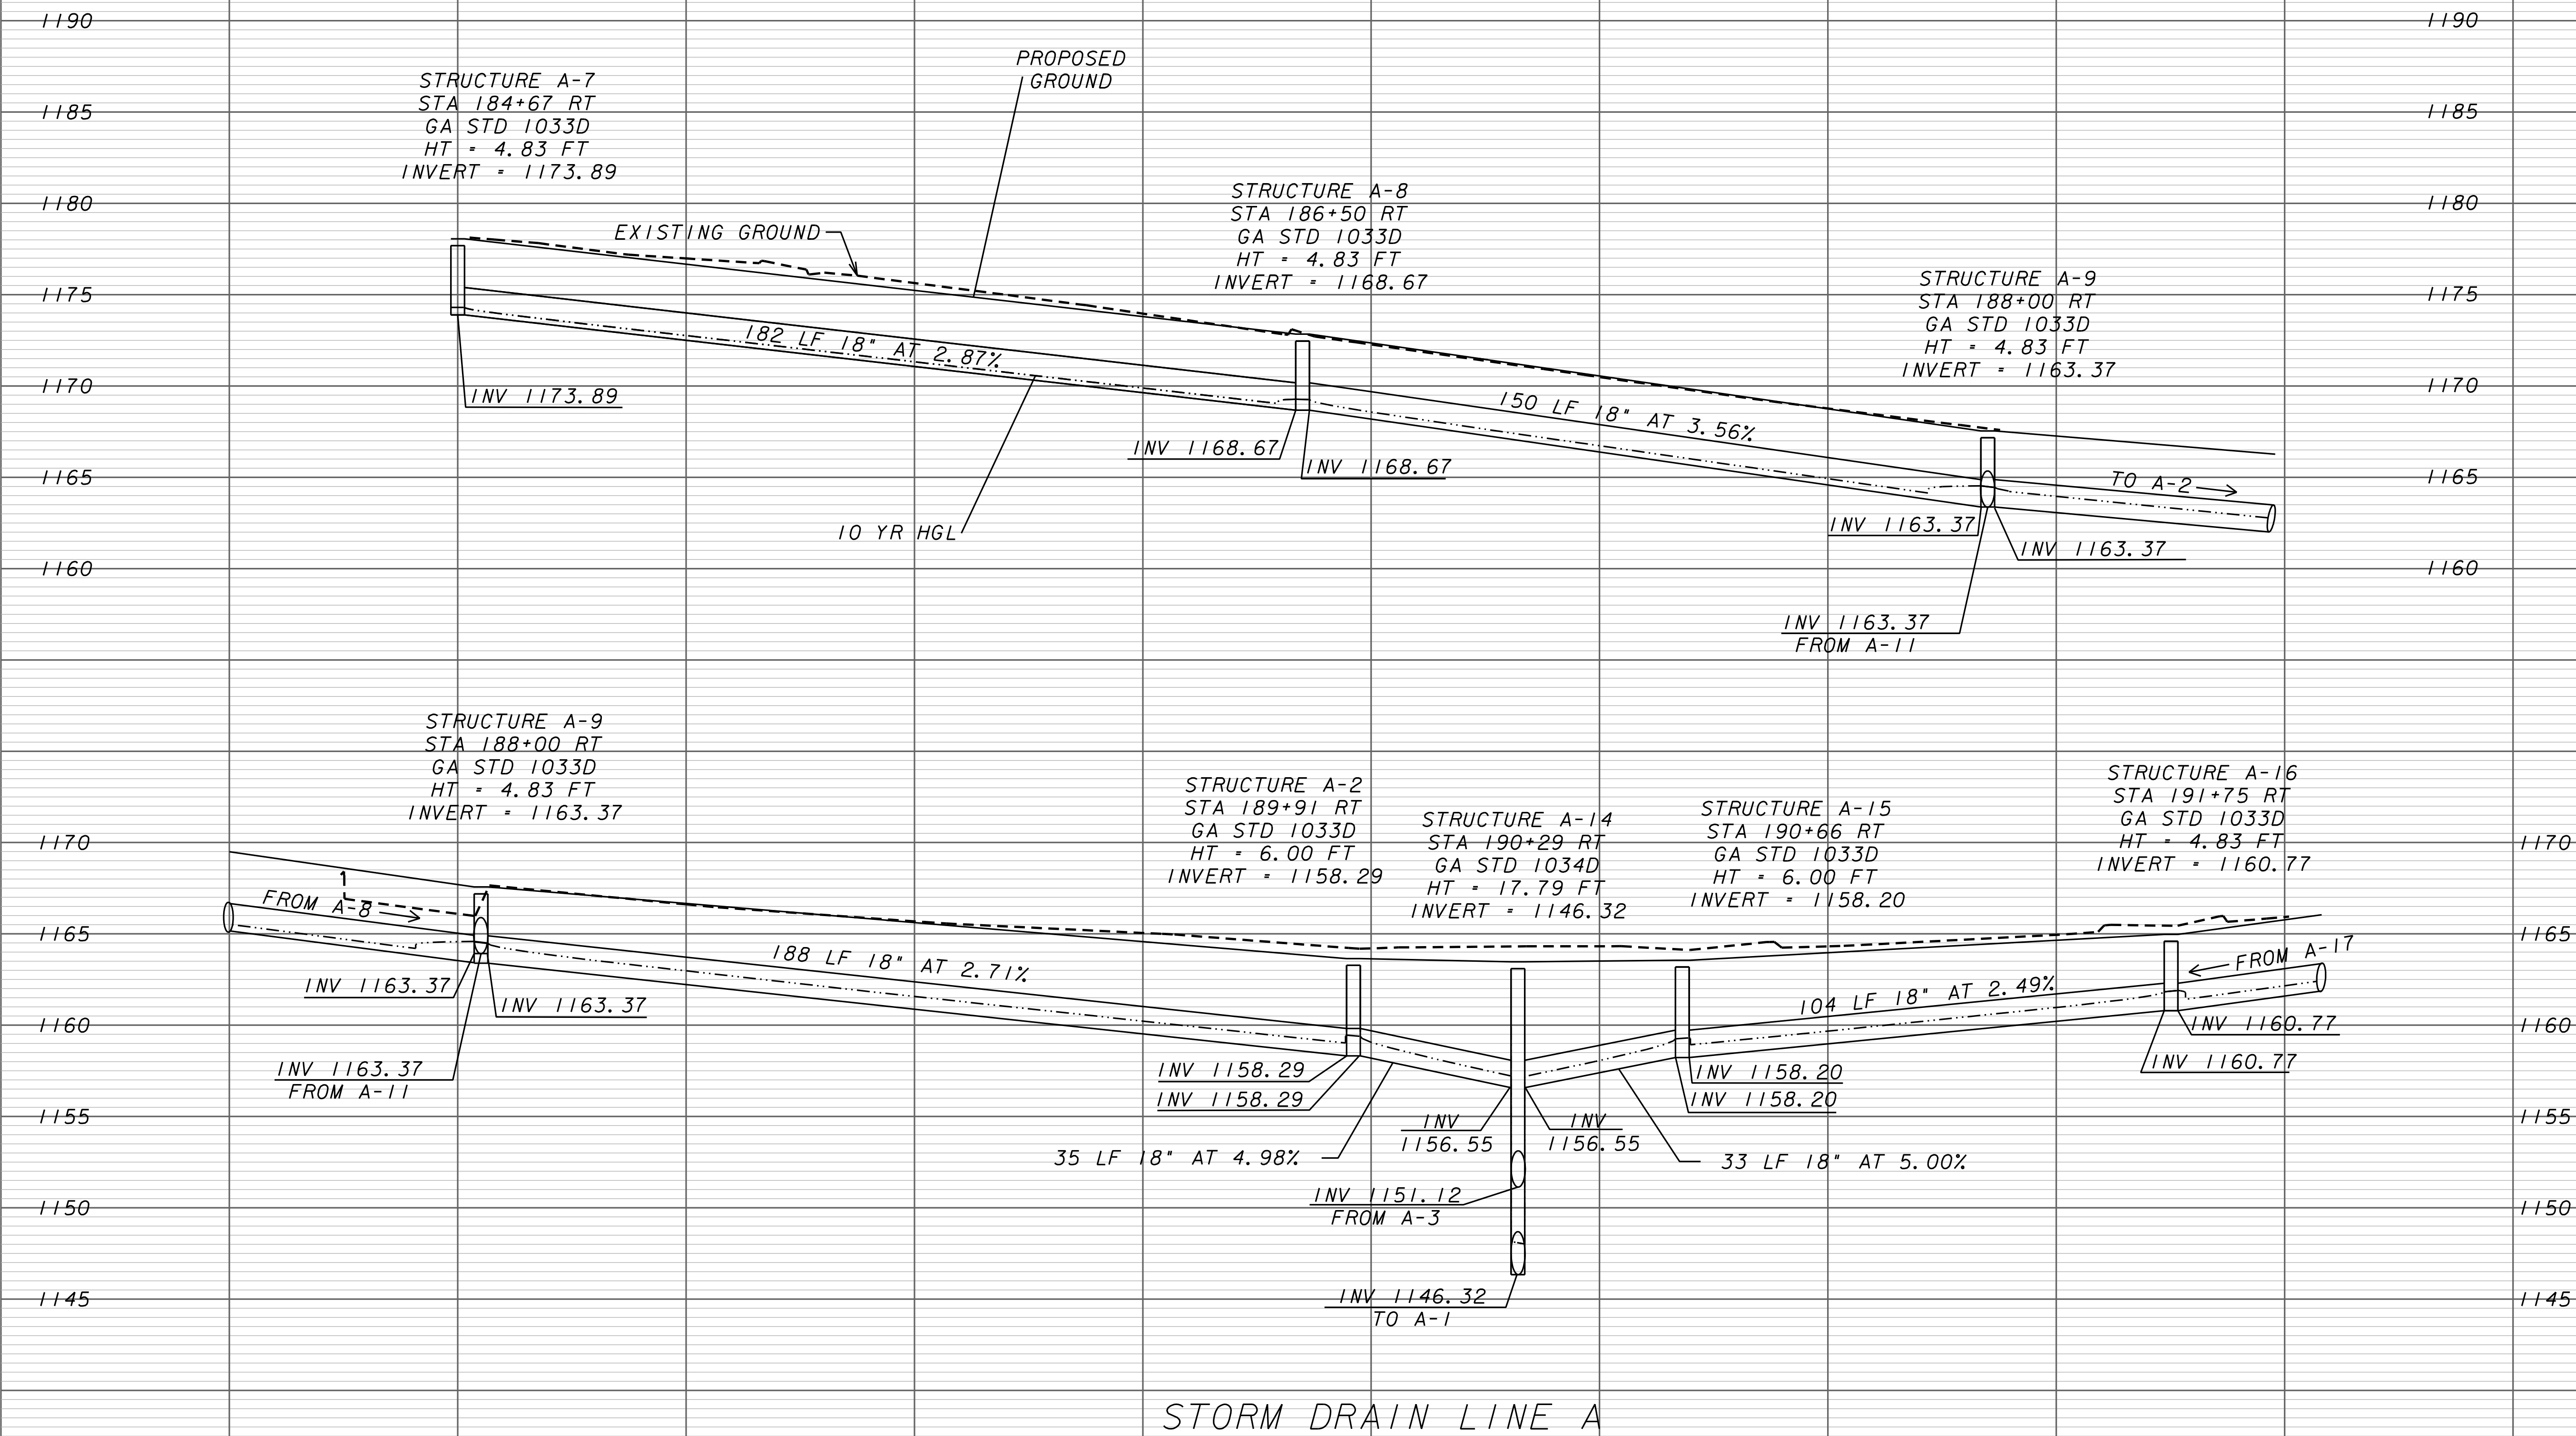 1190
1190
PROPOSED
GROUND
STRUCTURE A-7
STA 184+67 RT
GA STD 1033D
HT = 4.83 FT
INVERT = 1173.89
1185
1185
STRUCTURE A-8
STA 186+50 RT
GA STD 1033D
HT = 4.83 FT
INVERT = 1168.67
1180
1180
EXISTING GROUND
STRUCTURE A-9
STA 188+00 RT
GA STD 1033D
HT = 4.83 FT
INVERT = 1163.37
1175
1175
182 LF 18" AT 2.87%
1170
1170
INV 1173.89
150 LF 18" AT 3.56%
INV 1168.67
INV 1168.67
1165
1165
TO A-2
10 YR HGL
INV 1163.37
INV 1163.37
1160
1160
INV 1163.37
FROM A-11
STRUCTURE A-9
STA 188+00 RT
GA STD 1033D
HT = 4.83 FT
INVERT = 1163.37
STRUCTURE A-2
STA 189+91 RT
GA STD 1033D
HT = 6.00 FT
INVERT = 1158.29
STRUCTURE A-14
STA 190+29 RT
GA STD 1034D
HT = 17.79 FT
INVERT = 1146.32
STRUCTURE A-15
STA 190+66 RT
GA STD 1033D
HT = 6.00 FT
INVERT = 1158.20
STRUCTURE A-16
STA 191+75 RT
GA STD 1033D
HT = 4.83 FT
INVERT = 1160.77
1170
1170
FROM A-8
1165
1165
188 LF 18" AT 2.71%
FROM A-17
104 LF 18" AT 2.49%
INV 1163.37
INV 1163.37
1160
1160
INV 1160.77
INV 1160.77
INV 1163.37
FROM A-11
INV 1158.29
INV 1158.29
INV 1158.20
INV 1158.20
1155
1155
INV
1156.55
INV
1156.55
35 LF 18" AT 4.98%
33 LF 18" AT 5.00%
INV 1151.12
FROM A-3
1150
1150
INV 1146.32
TO A-1
1145
1145
STORM DRAIN LINE A